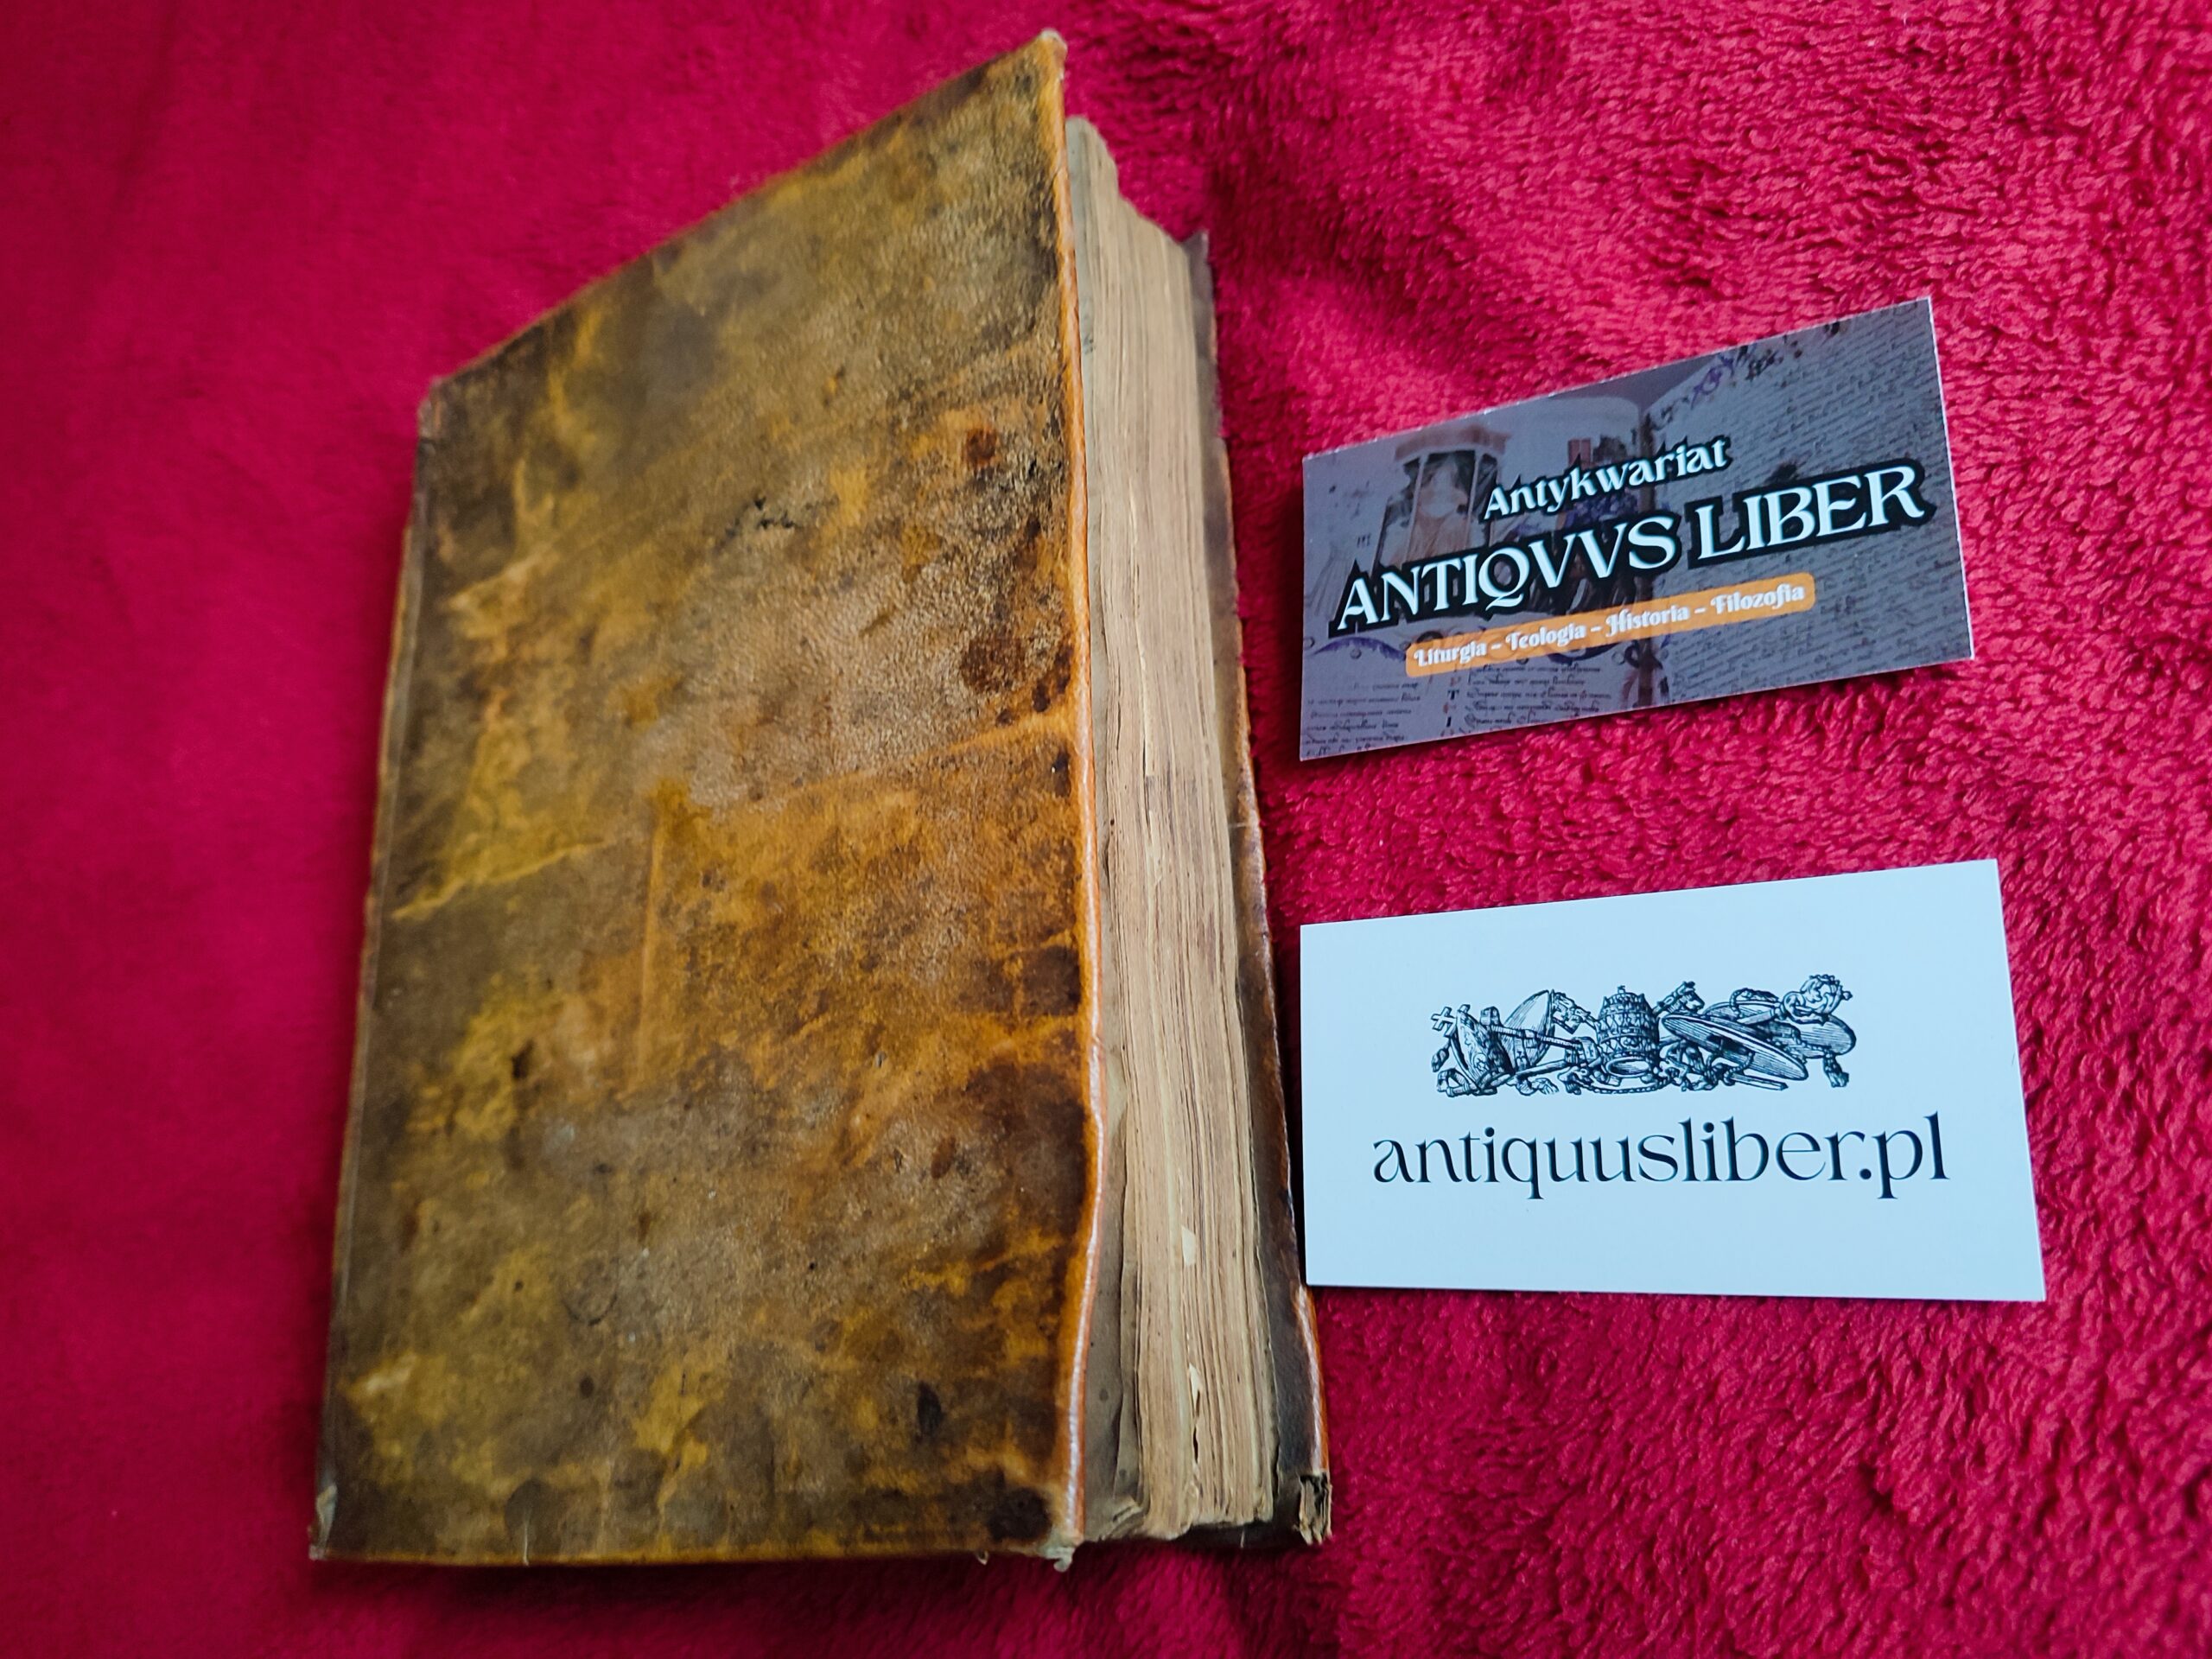 Antykwariat
ANTIQVVS LIBER
Liturgia - Teologia - Historia - Filozofia
antiquusliber.pl